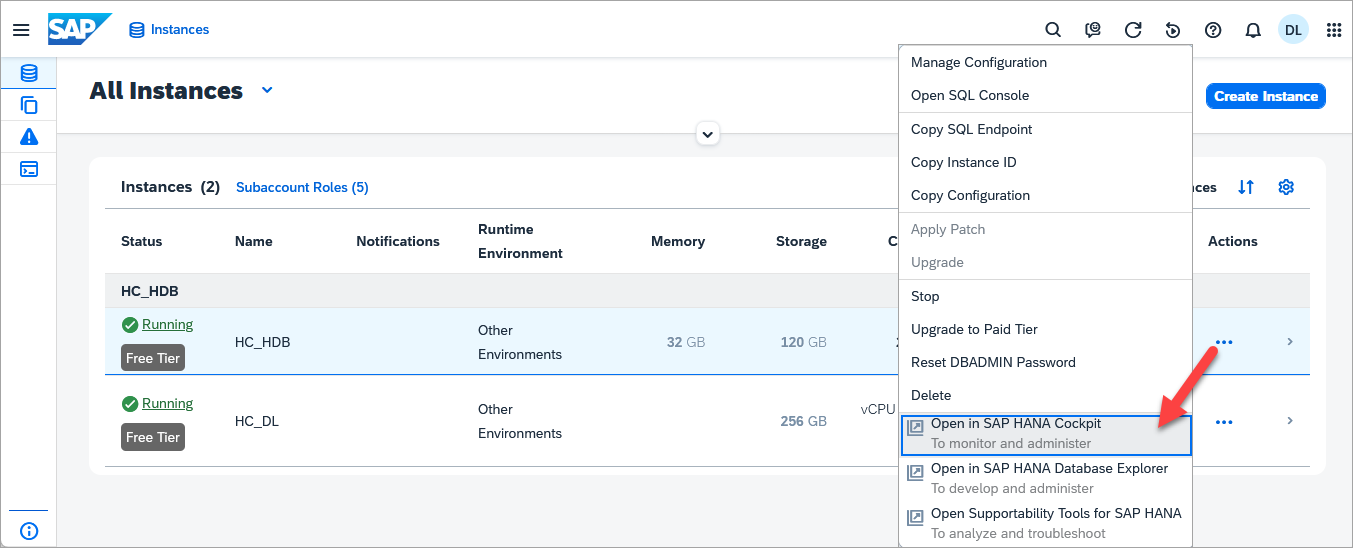 SAP
Instances
DL
All Instances
Create Instance
Instances (2)
Subaccount Roles (5)
Status
Name
Notifications
Runtime
Environment
Memory
Storage
Actions
HC_HDB
Running
Free Tier
HC_HDB
Other
Environments
32 GB
120 GB
Running
Free Tier
HC_DL
Other
Environments
256 GB
vCPU
Manage Configuration
Open SQL Console
Copy SQL Endpoint
Copy Instance ID
Copy Configuration
Apply Patch
Upgrade
Stop
Upgrade to Paid Tier
Reset DBADMIN Password
Delete
Open in SAP HANA Cockpit
To monitor and administer
Open in SAP HANA Database Explorer
To develop and administer
Open Supportability Tools for SAP HANA
To analyze and troubleshoot